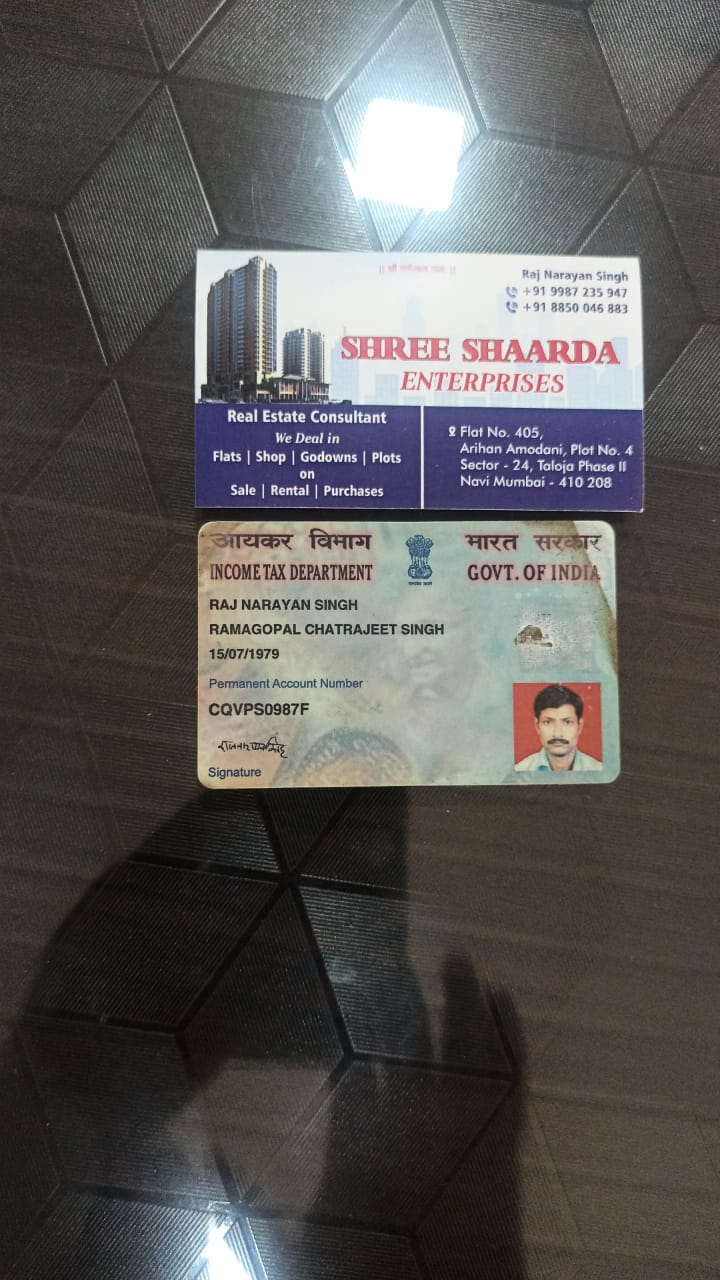 Raj Narayan Singh
+91 9987 235 947
+91 8850 046 883
SHREE SHAARDA
ENTERPRISES
Real Estate Consultant
We Deal in
Flats | Shop | Godowns | Plots
on
Sale | Rental | Purchases
Flat No. 405,
Arihan Amodani, Plot No. 4
Sector - 24, Taloja Phase II
Navi Mumbai - 410 208
आयकर विभाग
भारत सरकार
INCOME TAX DEPARTMENT
GOVT. OF INDIA
RAJ NARAYAN SINGH
RAMAGOPAL CHATRAJEET SINGH
15/07/1979
Permanent Account Number
CQVPS0987F
Signature